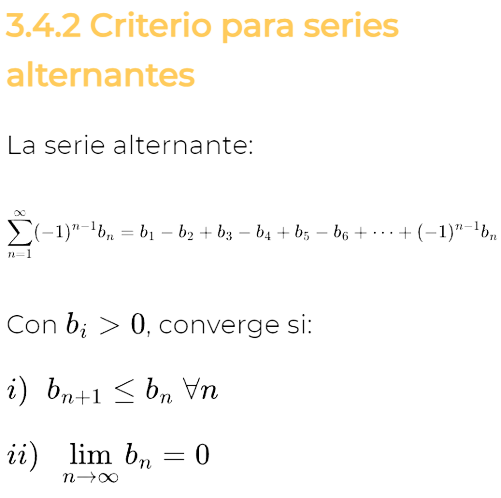 3.4.2 Criterio para series
alternantes
La serie alternante:
\sum_{n=1}^{\infty} (-1)^{n-1} b_n = b_1 - b_2 + b_3 - b_4 + b_5 - b_6 + \cdots + (-1)^{n-1} b_n
Con b_i > 0, converge si:
i) b_{n+1} \leq b_n \forall n
ii) \lim_{n \to \infty} b_n = 0